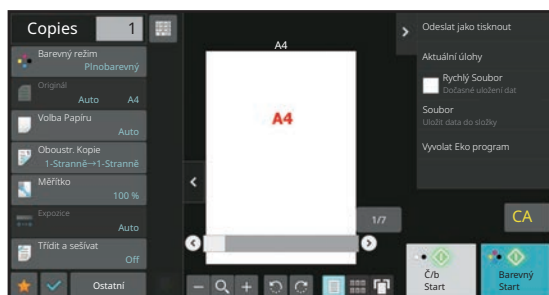 Copies 1
Barevný režim
Plnobarevný
Originál
Auto A4
Volba Papíru
Auto
Oboustr. Kopie
1-Stranně→1-Stranně
Měřítko
100 %
Expozice
Auto
Třídit a sešívat
Off
Ostatní
A4
A4
1/7
Odeslat jako tisknout
Aktuální úlohy
Rychlý Soubor
Dočasné uložení dat
Soubor
Uložit data do složky
Vyvolat Eko program
CA
Č/b
Start
Barevný
Start